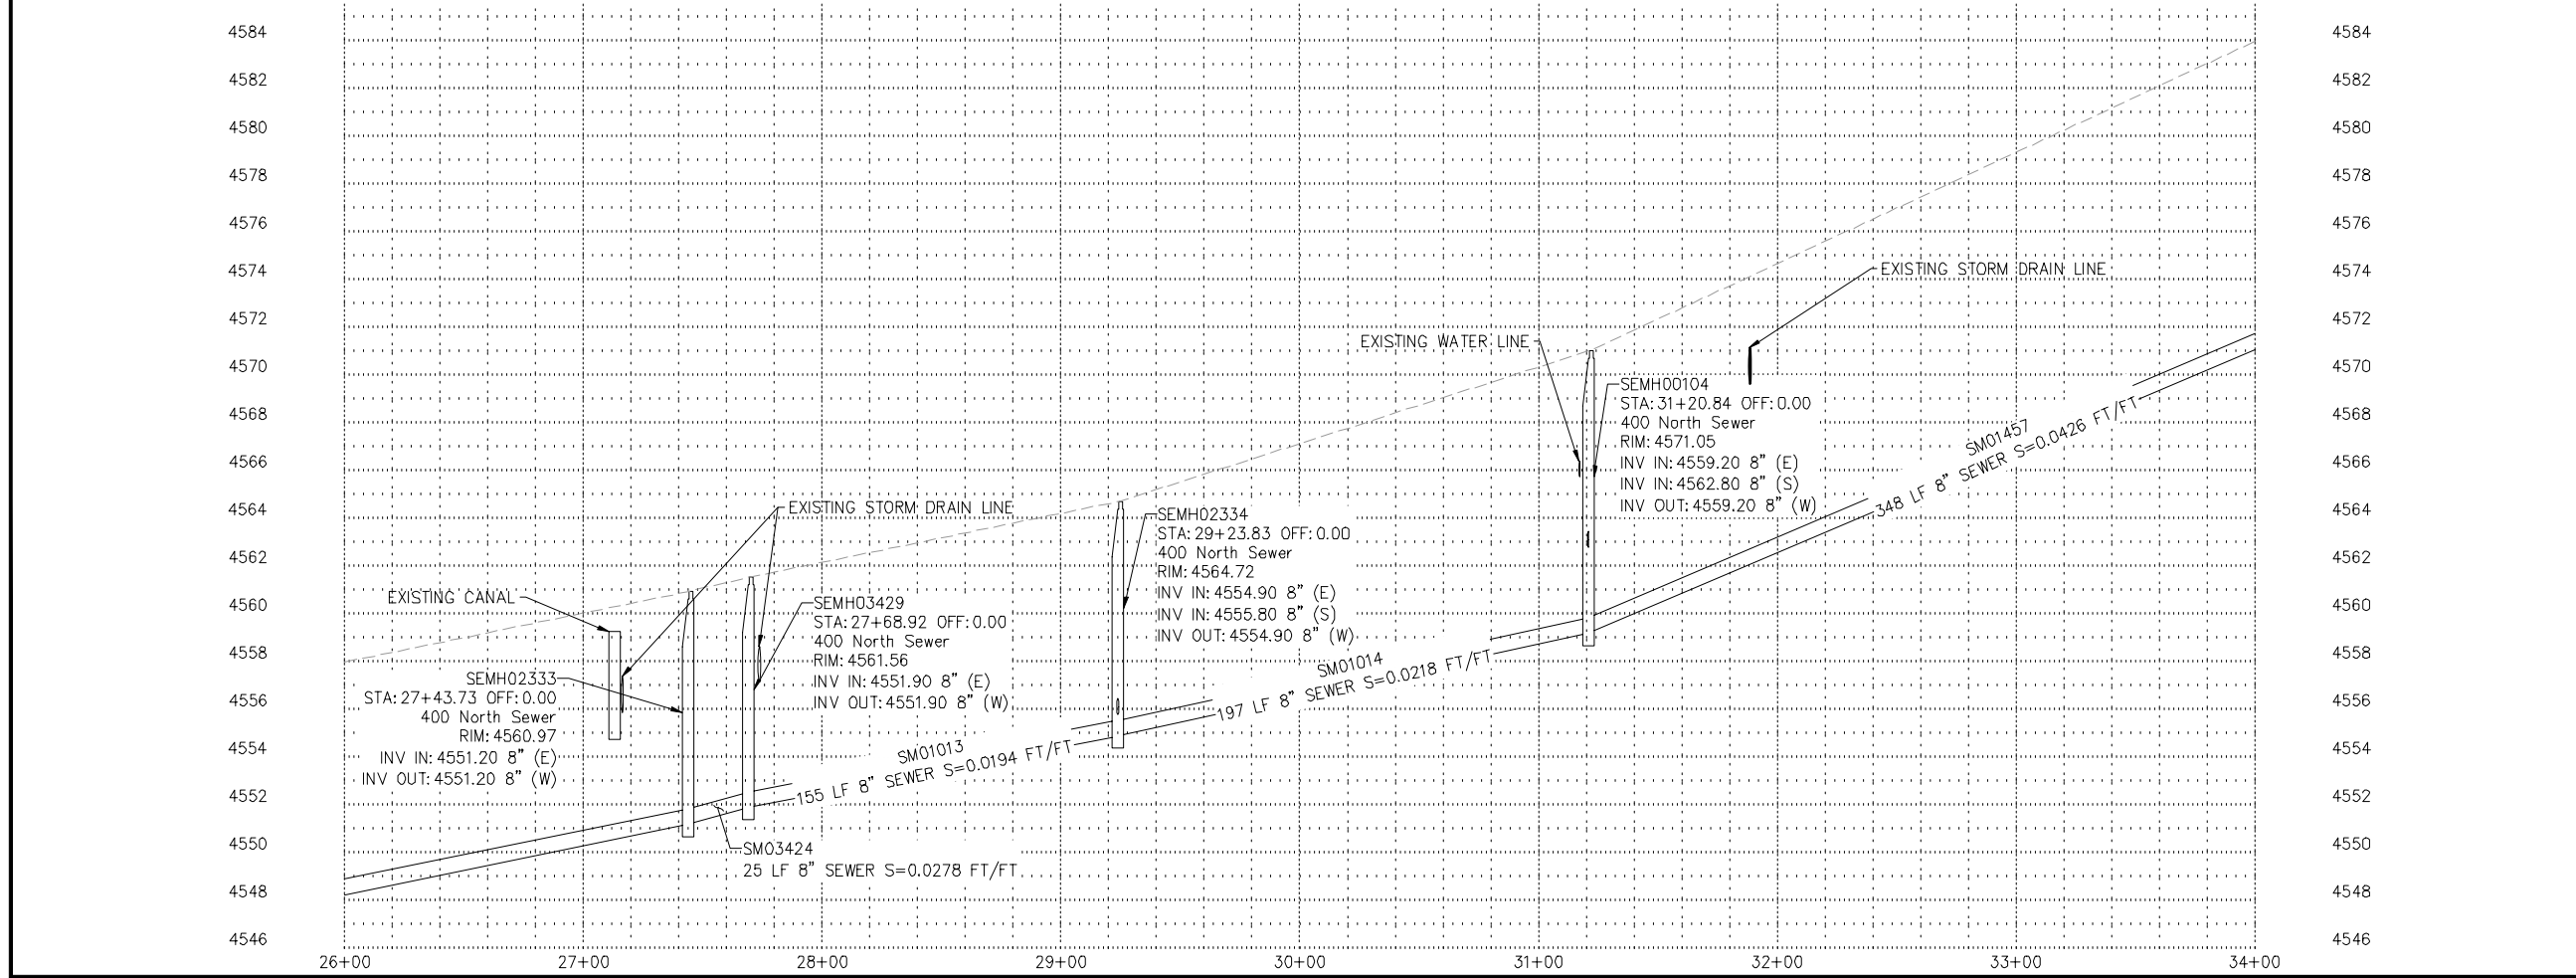 4584 4584
4582 4582
4580 4580
4578 4578
4576 4576
4574 4574
EXISTING STORM DRAIN LINE
4572 4572
EXISTING WATER LINE
4570 4570
SEMH00104
STA: 31+20.84 OFF: 0.00
400 North Sewer
RIM: 4571.05
INV IN: 4559.20 8" (E)
INV IN: 4562.80 8" (S)
INV OUT: 4559.20 8" (W)
4568 4568
SM01457
348 LF 8" SEWER S=0.0426 FT/FT
4566 4566
4564 4564
EXISTING STORM DRAIN LINE
SEMH02334
STA: 29+23.83 OFF: 0.00
400 North Sewer
RIM: 4564.72
INV IN: 4554.90 8" (E)
INV IN: 4555.80 8" (S)
INV OUT: 4554.90 8" (W)
4562 4562
4560 4560
EXISTING CANAL
SEMH03429
STA: 27+68.92 OFF: 0.00
400 North Sewer
RIM: 4561.56
INV IN: 4551.90 8" (E)
INV OUT: 4551.90 8" (W)
4558 4558
SM01014
197 LF 8" SEWER S=0.0218 FT/FT
SEMH02333
STA: 27+43.73 OFF: 0.00
400 North Sewer
RIM: 4560.97
INV IN: 4551.20 8" (E)
INV OUT: 4551.20 8" (W)
4556 4556
4554 4554
SM01013
155 LF 8" SEWER S=0.0194 FT/FT
4552 4552
4550 4550
SM03424
25 LF 8" SEWER S=0.0278 FT/FT
4548 4548
4546 4546
26+00 27+00 28+00 29+00 30+00 31+00 32+00 33+00 34+00